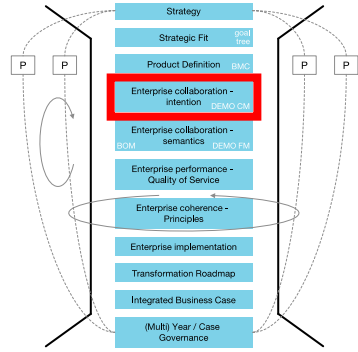 Strategy
Strategic Fit
goal
tree
Product Definition
BMC
P
P
P
P
Enterprise collaboration -
intention
DEMO CM
Enterprise collaboration -
semantics
BOM
DEMO FM
Enterprise performance -
Quality of Service
Enterprise coherence -
Principles
Enterprise implementation
Transformation Roadmap
Integrated Business Case
(Multi) Year / Case
Governance